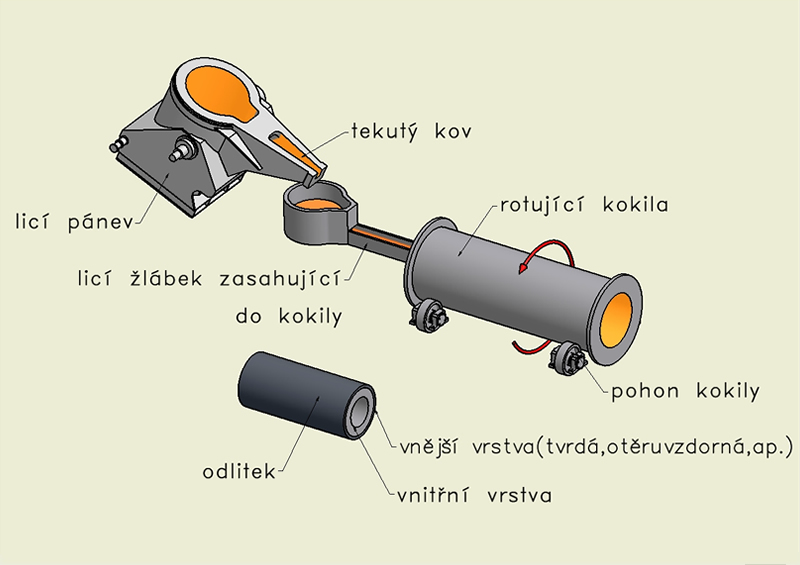 tekutý kov
rotující kokila
licí pánev
licí žlábek zasahující
do kokily
pohon kokily
vnější vrstva(tvrdá,otěruvzdorná,ap.)
odlitek
vnitřní vrstva